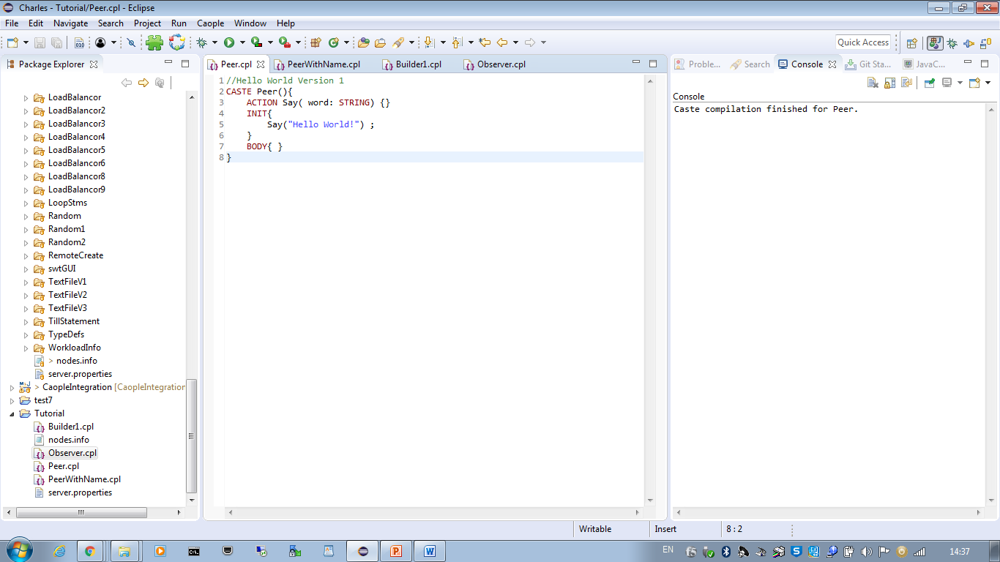 Charles - Tutorial/Peer.cpl - Eclipse
File Edit Navigate Search Project Run Caople Window Help
Quick Access
Package Explorer
LoadBalancor
LoadBalancor2
LoadBalancor3
LoadBalancor4
LoadBalancor5
LoadBalancor6
LoadBalancor8
LoadBalancor9
LoopStms
Random
Random1
Random2
RemoteCreate
swtGUI
TextFileV1
TextFileV2
TextFileV3
TillStatement
TypeDefs
WorkloadInfo
> nodes.info
server.properties
> CaopleIntegration [CaopleIntegration
test7
Tutorial
Builder1.cpl
nodes.info
Observer.cpl
Peer.cpl
PeerWithName.cpl
server.properties
Peer.cpl PeerWithName.cpl Builder1.cpl Observer.cpl
1 //Hello World Version 1
2 CASTE Peer(){
3 ACTION Say( word: STRING) {}
4 INIT{
5 Say("Hello World!") ;
6 }
7 BODY{ }
8 }
Proble... Search Console Git Sta... JavaC...
Console
Caste compilation finished for Peer.
Writable Insert 8 : 2
EN 14:37